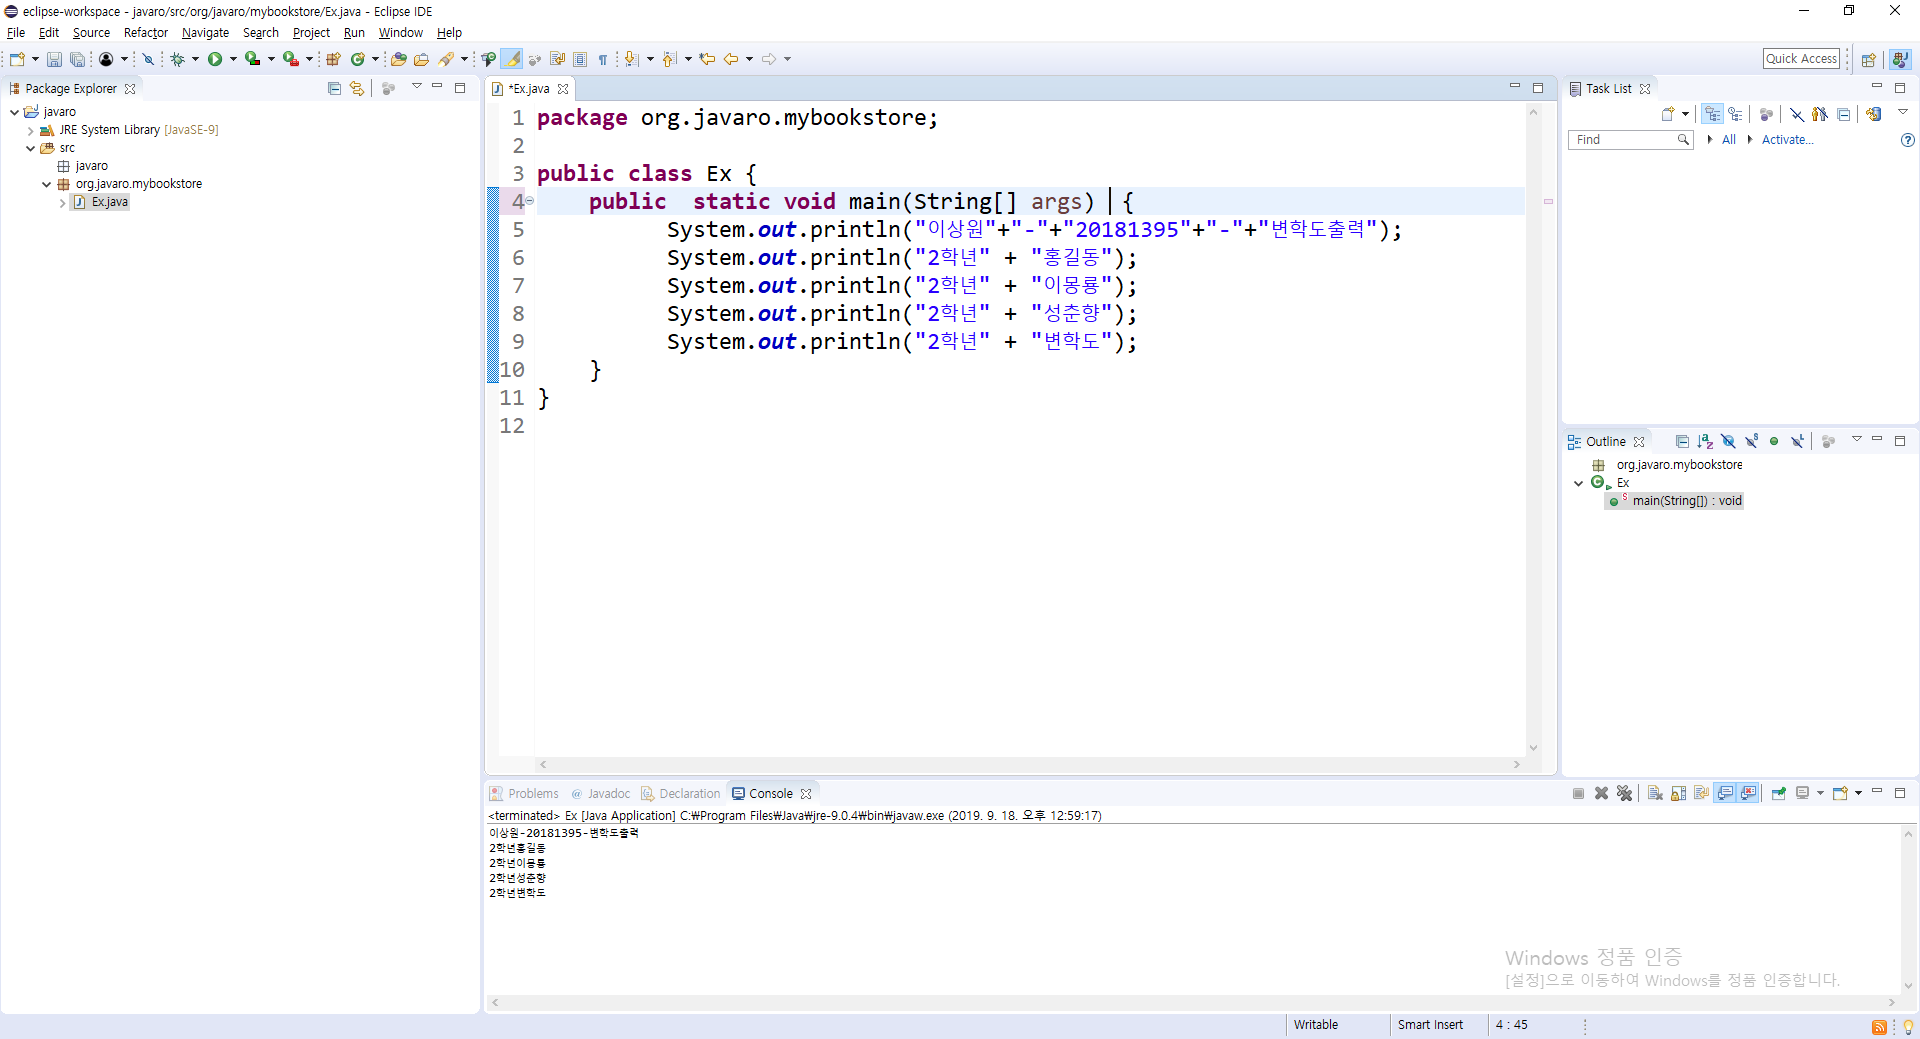 eclipse-workspace - javaro/src/org/javaro/mybookstore/Ex.java - Eclipse IDE
File Edit Source Refactor Navigate Search Project Run Window Help
Quick Access
Package Explorer
javaro
JRE System Library [JavaSE-9]
src
javaro
org.javaro.mybookstore
Ex.java
*Ex.java
1 package org.javaro.mybookstore;
2
3 public class Ex {
4 public  static void main(String[] args)  {
5 System.out.println("이상원"+"-"+"20181395"+"-"+"변학도출력");
6 System.out.println("2학년" + "홍길동");
7 System.out.println("2학년" + "이몽룡");
8 System.out.println("2학년" + "성춘향");
9 System.out.println("2학년" + "변학도");
10 }
11 }
12
Task List
Find All Activate...
Outline
org.javaro.mybookstore
Ex
main(String[]) : void
Problems @ Javadoc Declaration Console
<terminated> Ex [Java Application] C:₩Program Files₩Java₩jre-9.0.4₩bin₩javaw.exe (2019. 9. 18. 오후 12:59:17)
이상원-20181395-변학도출력
2학년홍길동
2학년이몽룡
2학년성춘향
2학년변학도
Windows 정품 인증
[설정]으로 이동하여 Windows를 정품 인증합니다.
Writable Smart Insert 4 : 45